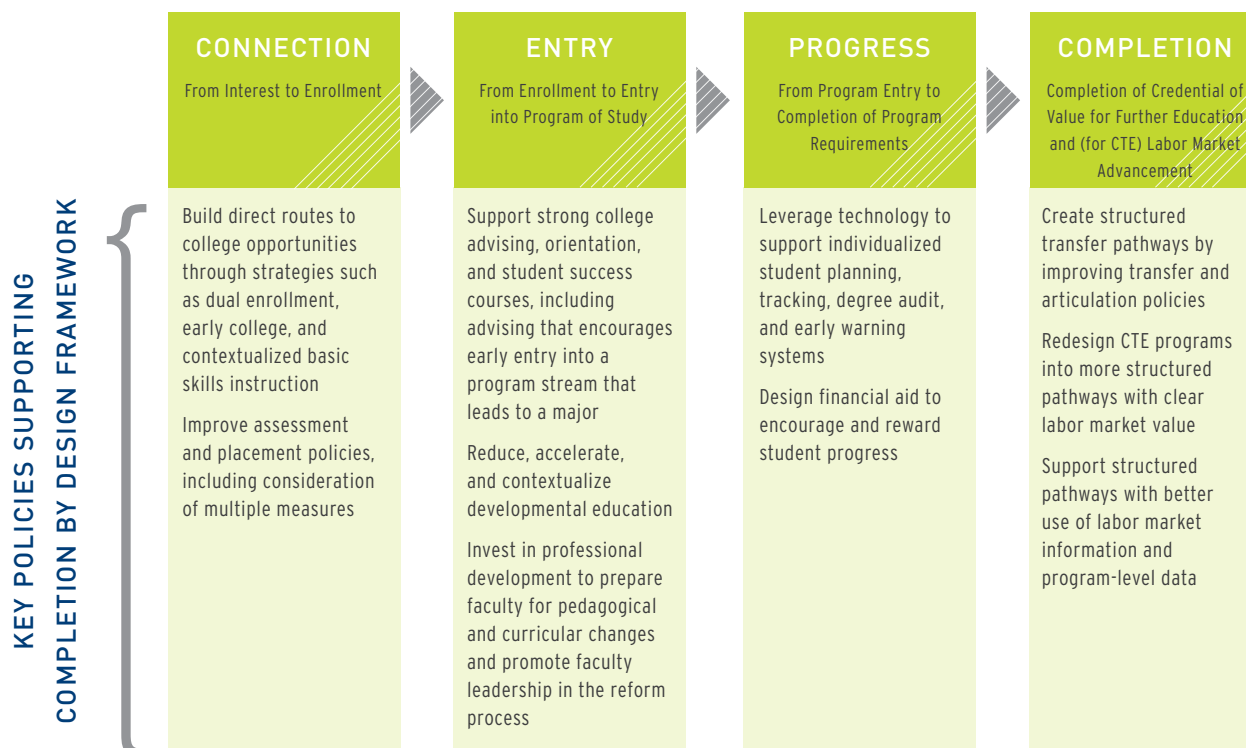 KEY POLICIES SUPPORTING
COMPLETION BY DESIGN FRAMEWORK
CONNECTION
From Interest to Enrollment
Build direct routes to
college opportunities
through strategies such
as dual enrollment,
early college, and
contextualized basic
skills instruction
Improve assessment
and placement policies,
including consideration
of multiple measures
ENTRY
From Enrollment to Entry
into Program of Study
Support strong college
advising, orientation,
and student success
courses, including
advising that encourages
early entry into a
program stream that
leads to a major
Reduce, accelerate,
and contextualize
developmental education
Invest in professional
development to prepare
faculty for pedagogical
and curricular changes
and promote faculty
leadership in the reform
process
PROGRESS
From Program Entry to
Completion of Program
Requirements
Leverage technology to
support individualized
student planning,
tracking, degree audit,
and early warning
systems
Design financial aid to
encourage and reward
student progress
COMPLETION
Completion of Credential of
Value for Further Education
and (for CTE) Labor Market
Advancement
Create structured
transfer pathways by
improving transfer and
articulation policies
Redesign CTE programs
into more structured
pathways with clear
labor market value
Support structured
pathways with better
use of labor market
information and
program-level data